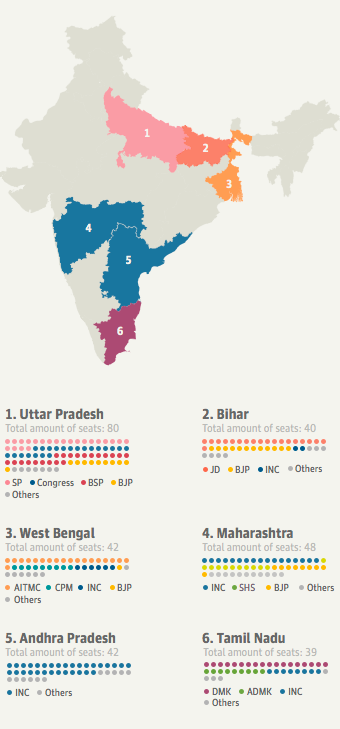 1
2
3
4
5
6
1. Uttar Pradesh
Total amount of seats: 80
SP Congress BSP BJP
Others
2. Bihar
Total amount of seats: 40
JD BJP INC Others
3. West Bengal
Total amount of seats: 42
AITMC CPM INC BJP
Others
4. Maharashtra
Total amount of seats: 48
INC SHS BJP Others
5. Andhra Pradesh
Total amount of seats: 42
INC Others
6. Tamil Nadu
Total amount of seats: 39
DMK ADMK INC
Others